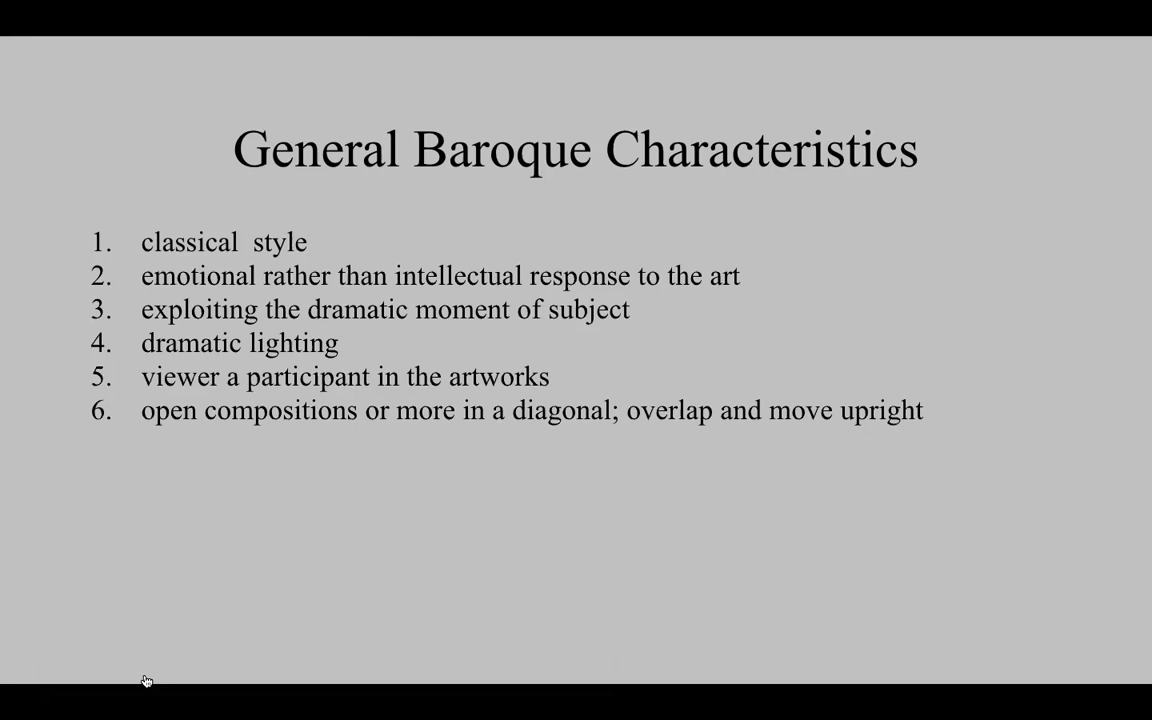 General Baroque Characteristics
1. classical  style
2. emotional rather than intellectual response to the art
3. exploiting the dramatic moment of subject
4. dramatic lighting
5. viewer a participant in the artworks
6. open compositions or more in a diagonal; overlap and move upright